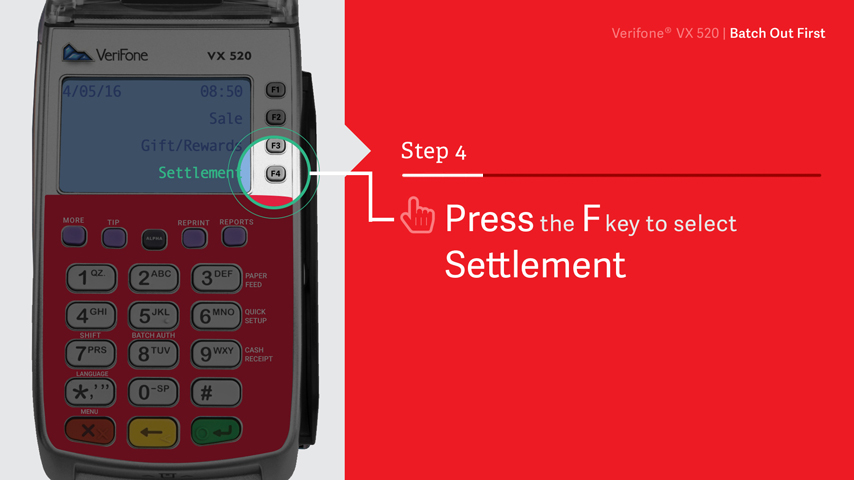 Verifone® VX 520 | Batch Out First
VeriFone VX 520
4/05/16 08:50
F1
Sale
F2
Gift/Rewards
F3
Settlement
F4
Step 4
Press the F key to select
Settlement
MORE TIP REPRINT REPORTS
ALPHA
1 QZ. 2 ABC 3 DEF PAPER
FEED
4 GHI 5 JKL 6 MNO QUICK
SETUP
SHIFT BATCH AUTH
7 PRS 8 TUV 9 WXY CASH
RECEIPT
LANGUAGE
*,'" 0 -SP #
MENU